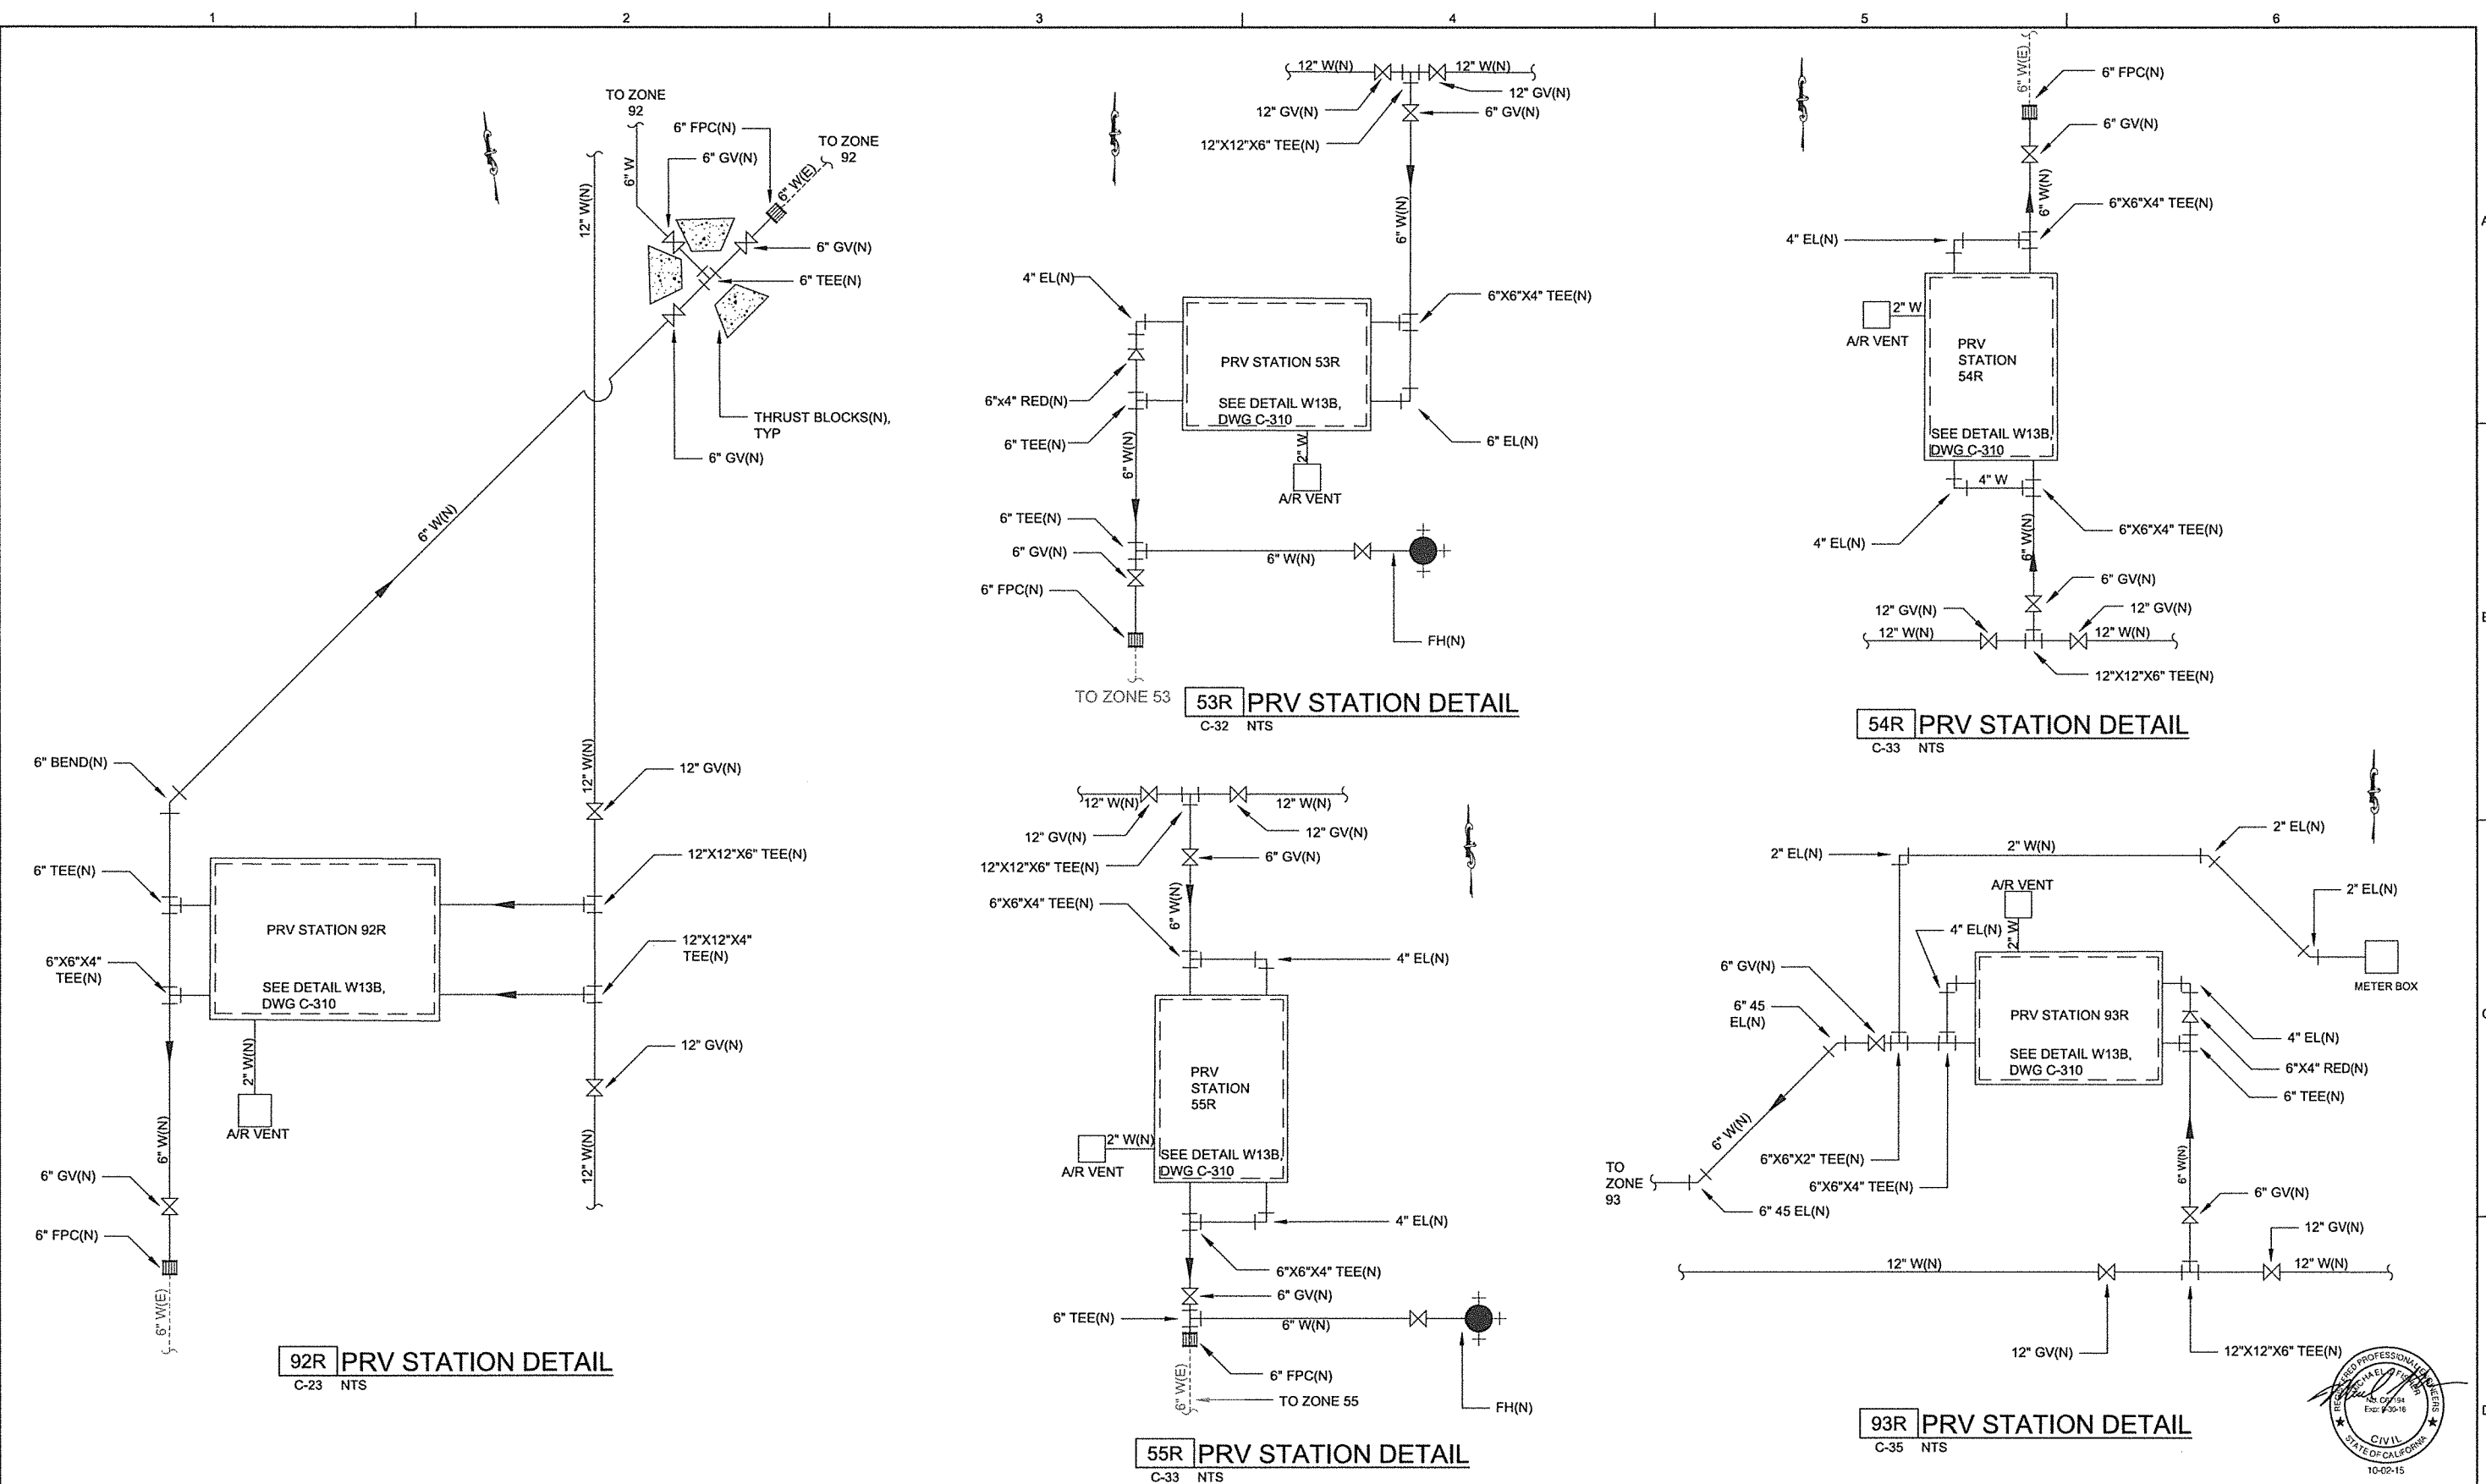 1
2
3
4
5
6
A
B
C
D
TO ZONE
92
6" W
6" FPC(N)
6" GV(N)
TO ZONE
92
6" W(E)
12" W(N)
6" GV(N)
6" TEE(N)
THRUST BLOCKS(N),
TYP
6" GV(N)
6" W(N)
6" BEND(N)
12" W(N)
12" GV(N)
6" TEE(N)
12"X12"X6" TEE(N)
PRV STATION 92R
12"X12"X4"
TEE(N)
6"X6"X4"
TEE(N)
SEE DETAIL W13B,
DWG C-310
12" GV(N)
2" W(N)
A/R VENT
6" W(N)
12" W(N)
6" GV(N)
6" FPC(N)
6" W(E)
92R PRV STATION DETAIL
C-23 NTS
12" W(N)
12" W(N)
12" GV(N)
12" GV(N)
6" GV(N)
12"X12"X6" TEE(N)
6" W(N)
4" EL(N)
6"X6"X4" TEE(N)
PRV STATION 53R
6"x4" RED(N)
SEE DETAIL W13B,
DWG C-310
6" TEE(N)
6" EL(N)
6" W(N)
2" W
A/R VENT
6" TEE(N)
6" GV(N)
6" W(N)
6" FPC(N)
FH(N)
TO ZONE 53
53R PRV STATION DETAIL
C-32 NTS
6" W(E)
6" FPC(N)
6" GV(N)
6" W(N)
6"X6"X4" TEE(N)
4" EL(N)
2" W
A/R VENT
PRV
STATION
54R
SEE DETAIL W13B,
DWG C-310
4" W
6"X6"X4" TEE(N)
4" EL(N)
6" W(N)
6" GV(N)
12" GV(N)
12" GV(N)
12" W(N)
12" W(N)
12"X12"X6" TEE(N)
54R PRV STATION DETAIL
C-33 NTS
12" W(N)
12" W(N)
12" GV(N)
12" GV(N)
6" GV(N)
12"X12"X6" TEE(N)
6"X6"X4" TEE(N)
6" W(N)
4" EL(N)
PRV
STATION
55R
2" W(N)
A/R VENT
SEE DETAIL W13B,
DWG C-310
4" EL(N)
6"X6"X4" TEE(N)
6" GV(N)
6" TEE(N)
6" W(N)
6" FPC(N)
6" W(E)
TO ZONE 55
FH(N)
55R PRV STATION DETAIL
C-33 NTS
2" EL(N)
2" EL(N)
2" W(N)
2" EL(N)
A/R VENT
2" W
4" EL(N)
6" GV(N)
METER BOX
6" 45
EL(N)
PRV STATION 93R
4" EL(N)
SEE DETAIL W13B,
DWG C-310
6"X4" RED(N)
6" TEE(N)
6" W(N)
6"X6"X2" TEE(N)
6" W(N)
TO
ZONE
93
6"X6"X4" TEE(N)
6" GV(N)
6" 45 EL(N)
12" GV(N)
12" W(N)
12" W(N)
12" GV(N)
12"X12"X6" TEE(N)
93R PRV STATION DETAIL
C-35 NTS
REGISTERED PROFESSIONAL ENGINEERS
CIVIL
STATE OF CALIFORNIA
10-02-15